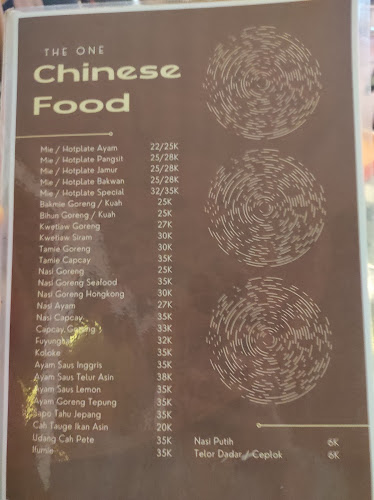 THE ONE
Chinese
Food
Mie / Hotplate Ayam 22/25K
Mie / Hotplate Pangsit 25/28K
Mie / Hotplate Jamur 25/28K
Mie / Hotplate Bakwan 25/28K
Mie / Hotplate Special 32/35K
Bakmie Goreng / Kuah 25K
Bihun Goreng / Kuah 25K
Kwetiaw Goreng 27K
Kwetiaw Siram 30K
Tamie Goreng 30K
Tamie Capcay 35K
Nasi Goreng 25K
Nasi Goreng Seafood 35K
Nasi Goreng Hongkong 30K
Nasi Ayam 27K
Nasi Capcay 35K
Capcay Goreng 33K
Fuyunghai 32K
Koloke 35K
Ayam Saus Inggris 35K
Ayam Saus Telur Asin 38K
Ayam Saus Lemon 35K
Ayam Goreng Tepung 35K
Sapo Tahu Jepang 35K
Cah Tauge Ikan Asin 20K
Udang Cah Pete 35K
Ifumie 35K
Nasi Putih 6K
Telor Dadar / Ceplok 6K